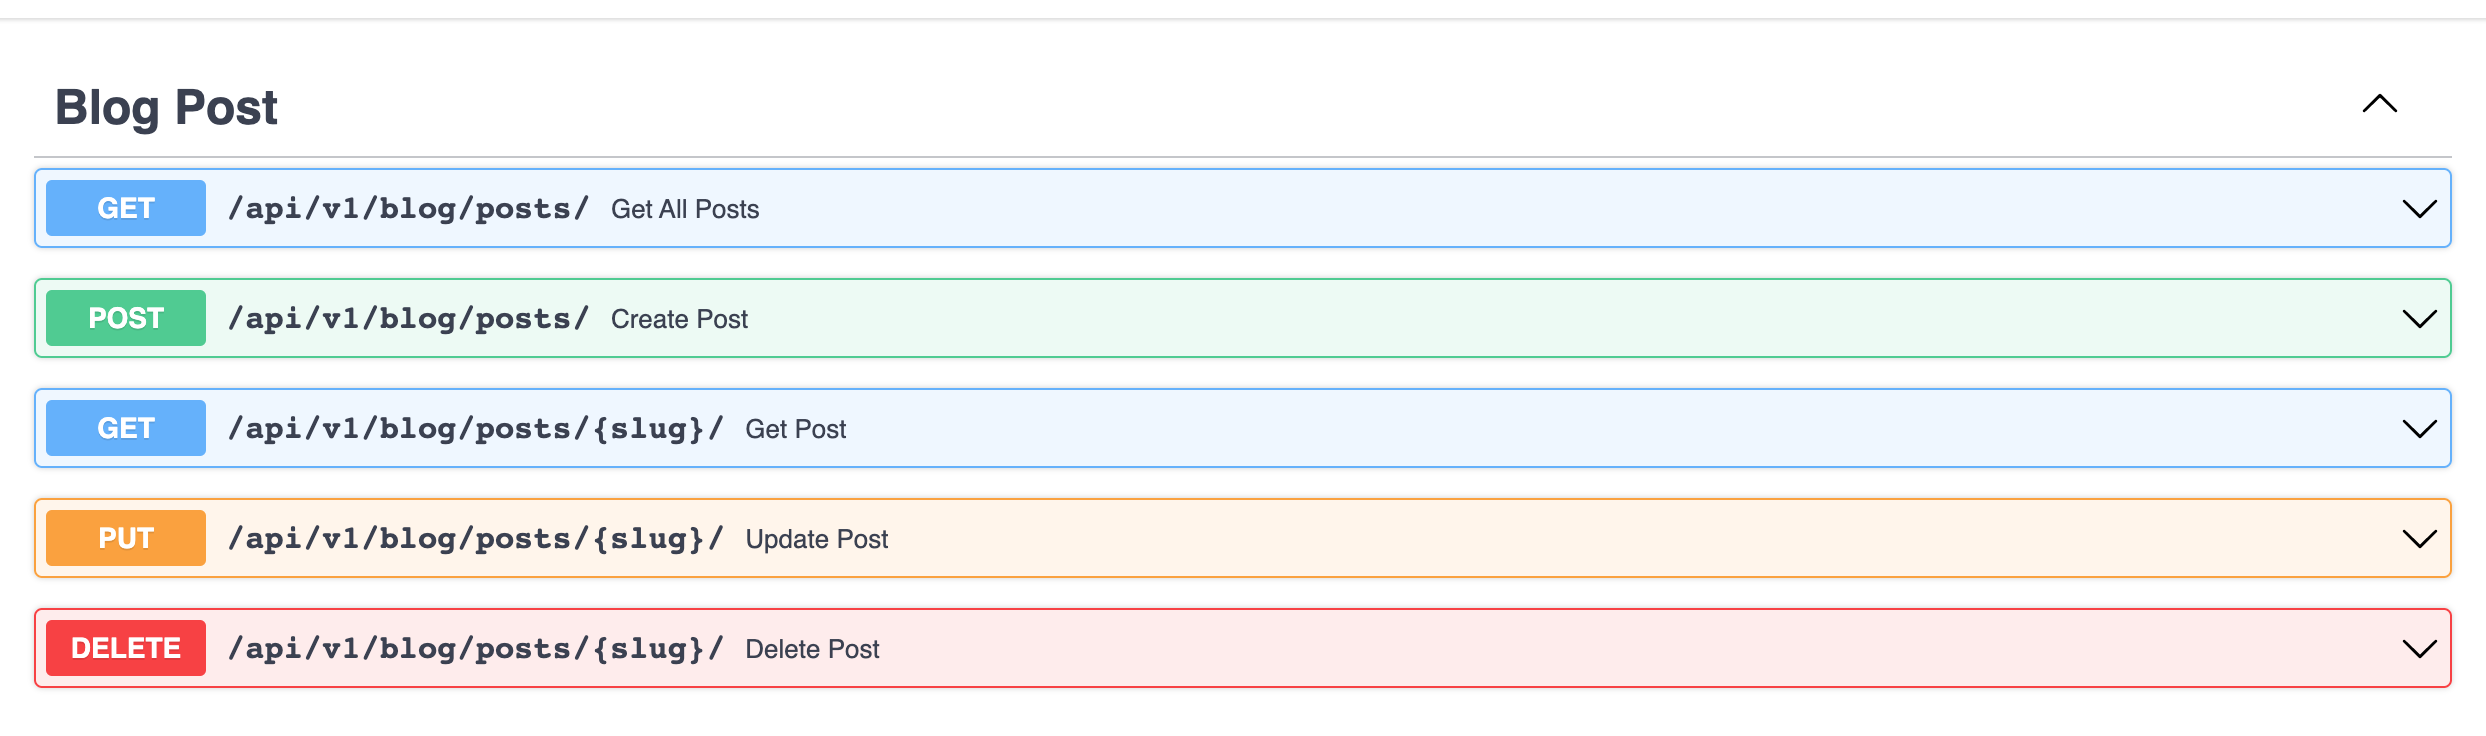 Blog Post
GET /api/v1/blog/posts/ Get All Posts
POST /api/v1/blog/posts/ Create Post
GET /api/v1/blog/posts/{slug}/ Get Post
PUT /api/v1/blog/posts/{slug}/ Update Post
DELETE /api/v1/blog/posts/{slug}/ Delete Post